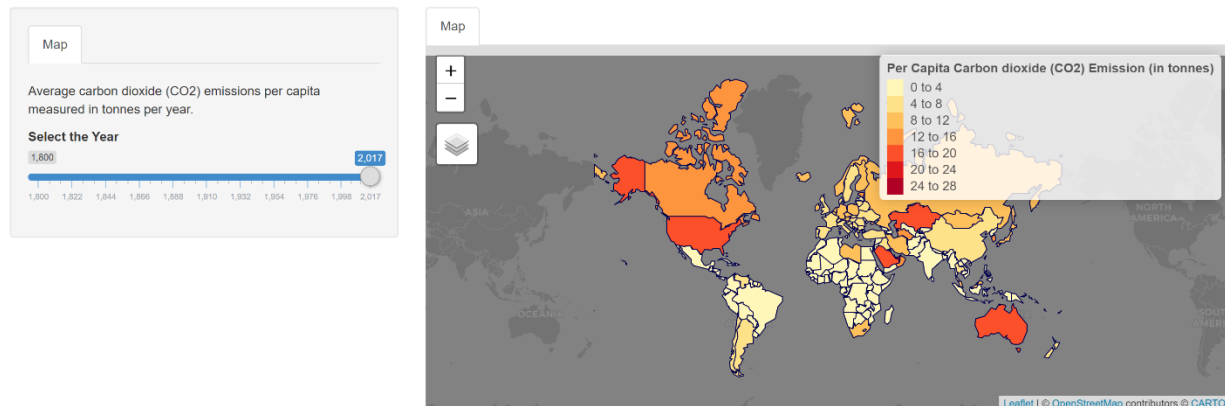 Map
Average carbon dioxide (CO2) emissions per capita
measured in tonnes per year.
Select the Year
1,800
2,017
1,800 1,822 1,844 1,866 1,888 1,910 1,932 1,954 1,976 1,998 2,017
Map
+
−
Per Capita Carbon dioxide (CO2) Emission (in tonnes)
0 to 4
4 to 8
8 to 12
12 to 16
16 to 20
20 to 24
24 to 28
ASIA
NORTH
AMERICA
OCEANIA
Leaflet | © OpenStreetMap contributors © CARTO